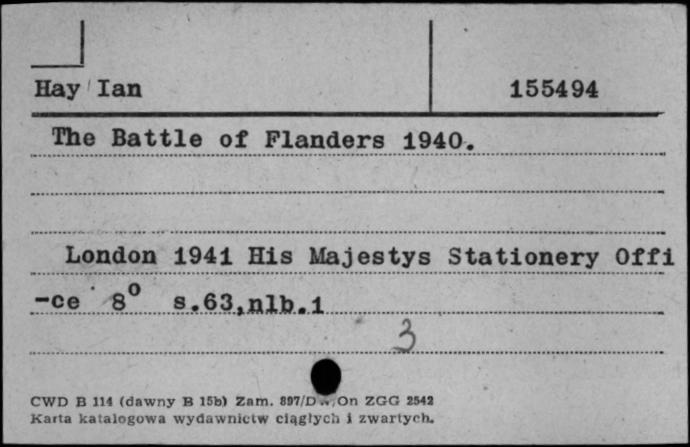 Hay Ian 155494
The Battle of Flanders 1940.
London 1941 His Majestys Stationery Offi
-ce 8° s.63,nlb.1
3
CWD B 114 (dawny B 15b) Zam. 897/D On ZGG 2542
Karta katalogowa wydawnictw ciągłych i zwartych.